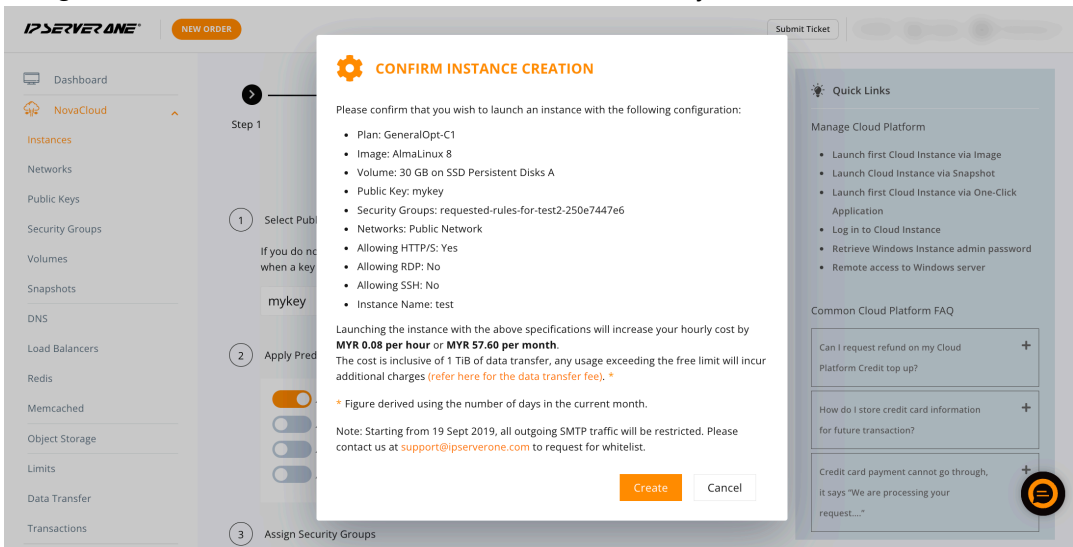 IP SERVER ONE
NEW ORDER
Submit Ticket
Dashboard
NovaCloud
Instances
Networks
Public Keys
Security Groups
Volumes
Snapshots
DNS
Load Balancers
Redis
Memcached
Object Storage
Limits
Data Transfer
Transactions
Step 1
1 Select Publ
If you do no
when a key
mykey
2 Apply Pred
3 Assign Security Groups
CONFIRM INSTANCE CREATION
Please confirm that you wish to launch an instance with the following configuration:
• Plan: GeneralOpt-C1
• Image: AlmaLinux 8
• Volume: 30 GB on SSD Persistent Disks A
• Public Key: mykey
• Security Groups: requested-rules-for-test2-250e7447e6
• Networks: Public Network
• Allowing HTTP/S: Yes
• Allowing RDP: No
• Allowing SSH: No
• Instance Name: test
Launching the instance with the above specifications will increase your hourly cost by
MYR 0.08 per hour or MYR 57.60 per month.
The cost is inclusive of 1 TiB of data transfer, any usage exceeding the free limit will incur
additional charges (refer here for the data transfer fee). *
* Figure derived using the number of days in the current month.
Note: Starting from 19 Sept 2019, all outgoing SMTP traffic will be restricted. Please
contact us at support@ipserverone.com to request for whitelist.
Create
Cancel
Quick Links
Manage Cloud Platform
• Launch first Cloud Instance via Image
• Launch Cloud Instance via Snapshot
• Launch first Cloud Instance via One-Click
Application
• Log in to Cloud Instance
• Retrieve Windows Instance admin password
• Remote access to Windows server
Common Cloud Platform FAQ
Can I request refund on my Cloud +
Platform Credit top up?
How do I store credit card information +
for future transaction?
Credit card payment cannot go through, +
it says "We are processing your
request...."